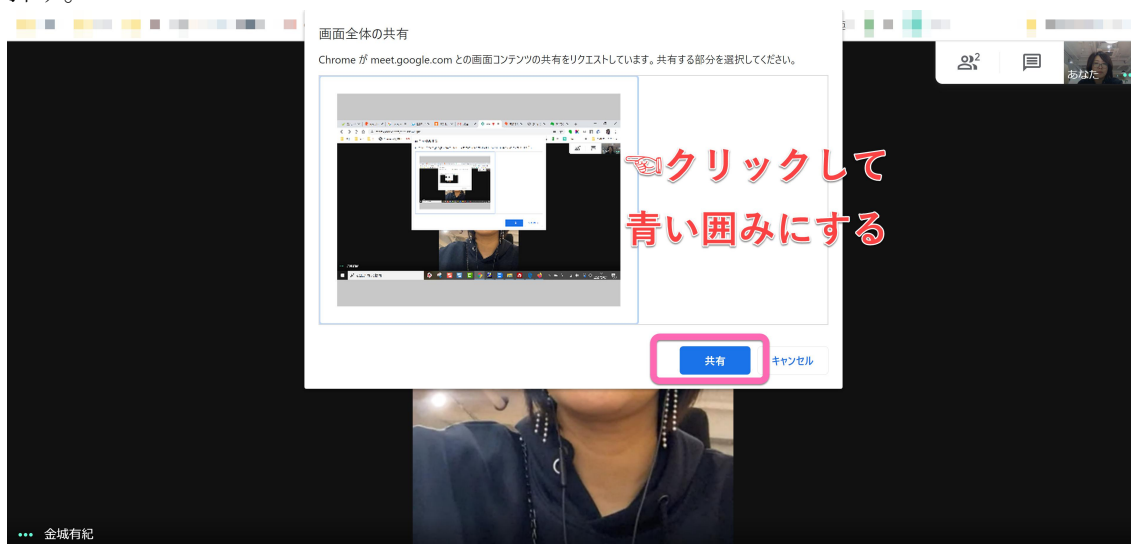 ます。
画面全体の共有
Chrome が meet.google.com との画面コンテンツの共有をリクエストしています。共有する部分を選択してください。
2
あなた
☜クリックして
青い囲みにする
共有
キャンセル
金城有紀